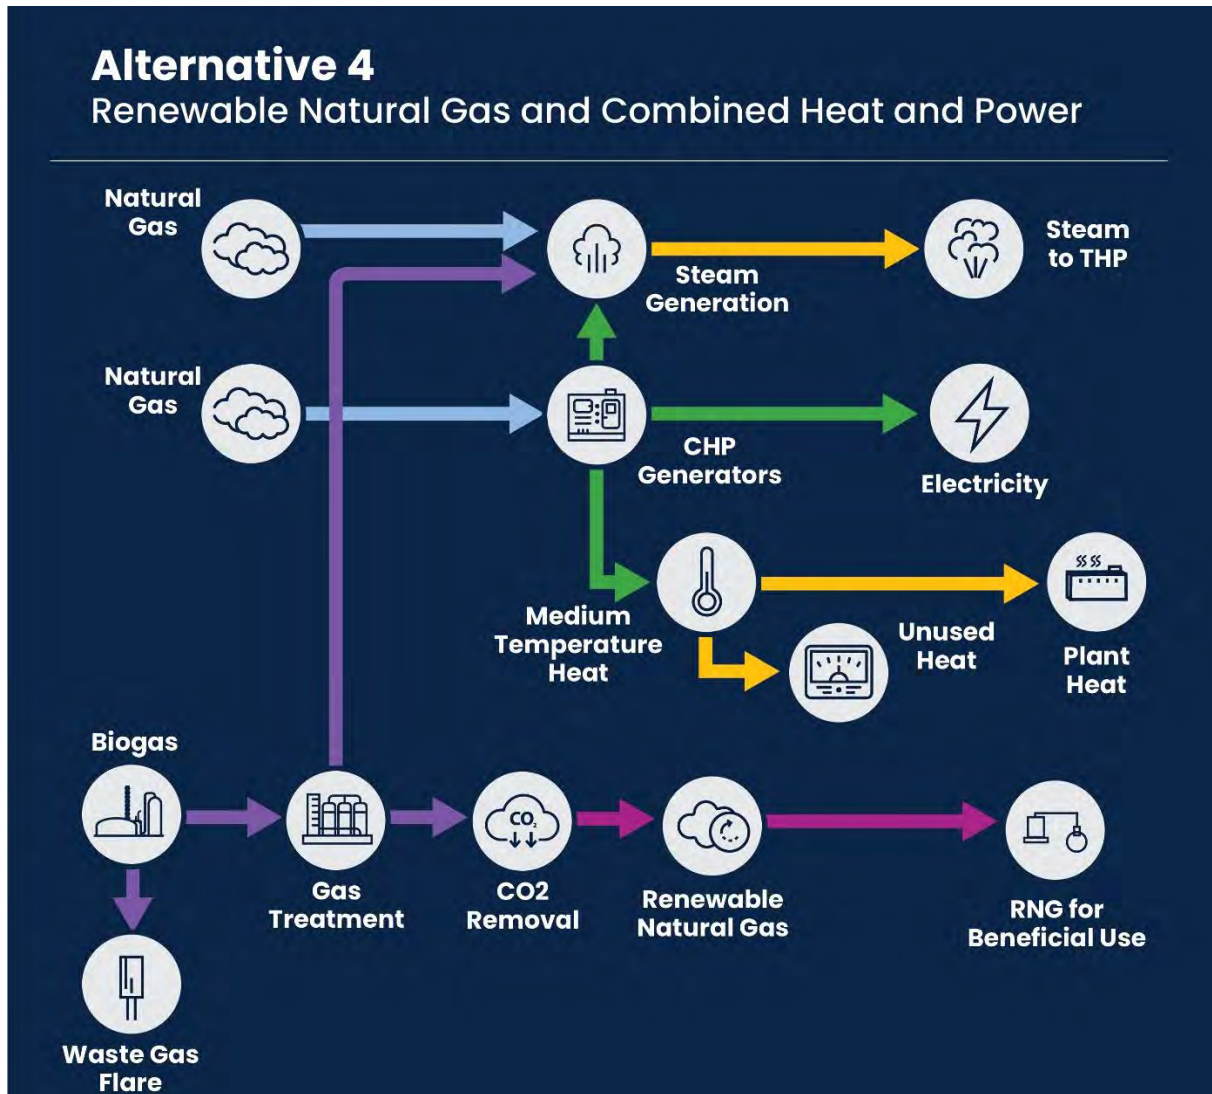 Alternative 4
Renewable Natural Gas and Combined Heat and Power
Natural
Gas
Steam
Generation
Steam
to THP
Natural
Gas
CHP
Generators
Electricity
Medium
Temperature
Heat
Unused
Heat
Plant
Heat
Biogas
Gas
Treatment
CO₂
CO2
Removal
Renewable
Natural Gas
RNG for
Beneficial Use
Waste Gas
Flare